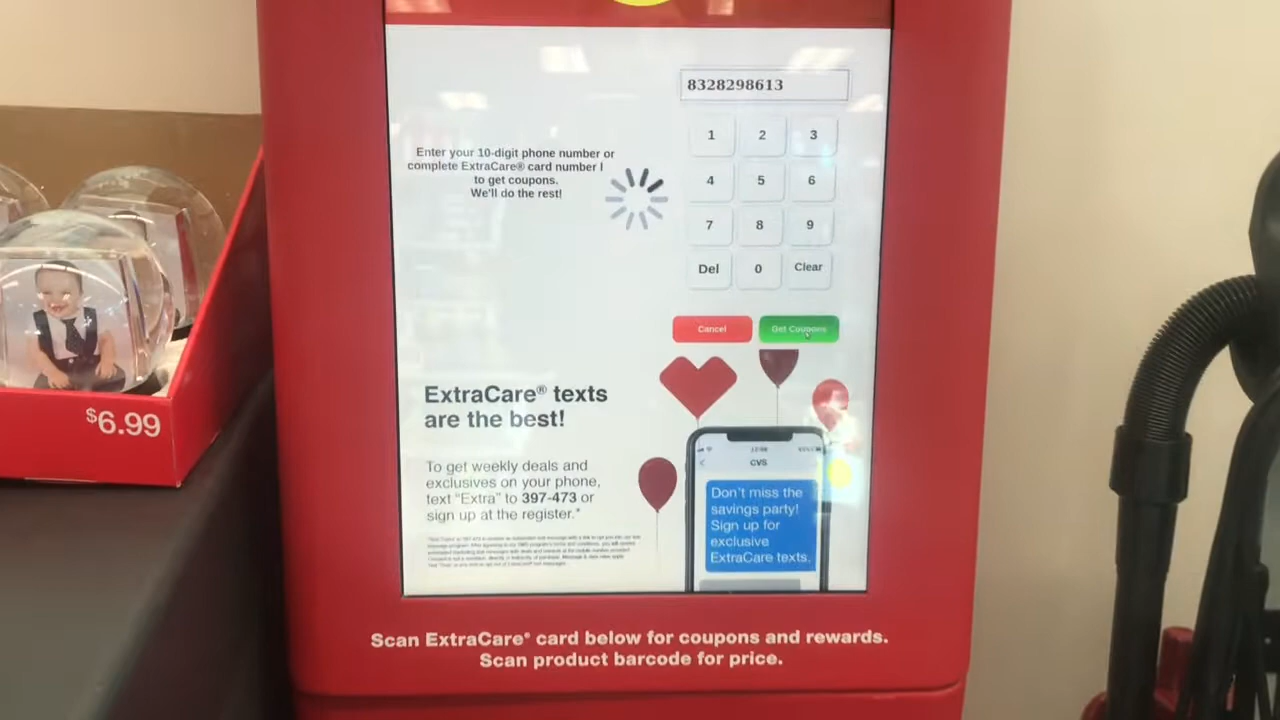 8328298613
1 2 3
4 5 6
7 8 9
Del 0 Clear
Enter your 10-digit phone number or
complete ExtraCare® card number I
to get coupons.
We'll do the rest!
Cancel Get Coupons
ExtraCare® texts
are the best!
To get weekly deals and
exclusives on your phone,
text "Extra" to 397-473 or
sign up at the register.*
CVS
Don't miss the
savings party!
Sign up for
exclusive
ExtraCare texts.
$6.99
Scan ExtraCare® card below for coupons and rewards.
Scan product barcode for price.